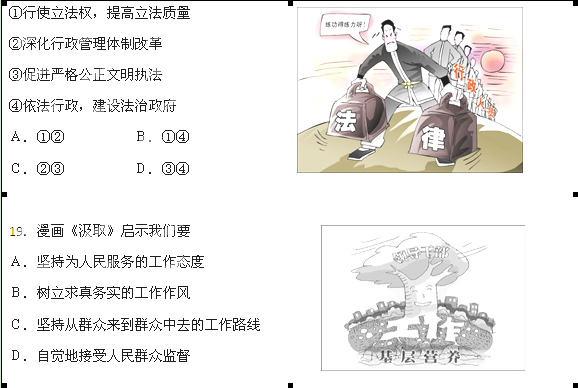 ①行使立法权，提高立法质量
②深化行政管理体制改革
③促进严格公正文明执法
④依法行政，建设法治政府
A．①② B．①④
C．②③ D．③④
练功得练力呀！
行政人员
法 律
19. 漫画《汲取》启示我们要
A．坚持为人民服务的工作态度
B．树立求真务实的工作作风
C．坚持从群众来到群众中去的工作路线
D．自觉地接受人民群众监督
领导干部
工作
基层营养